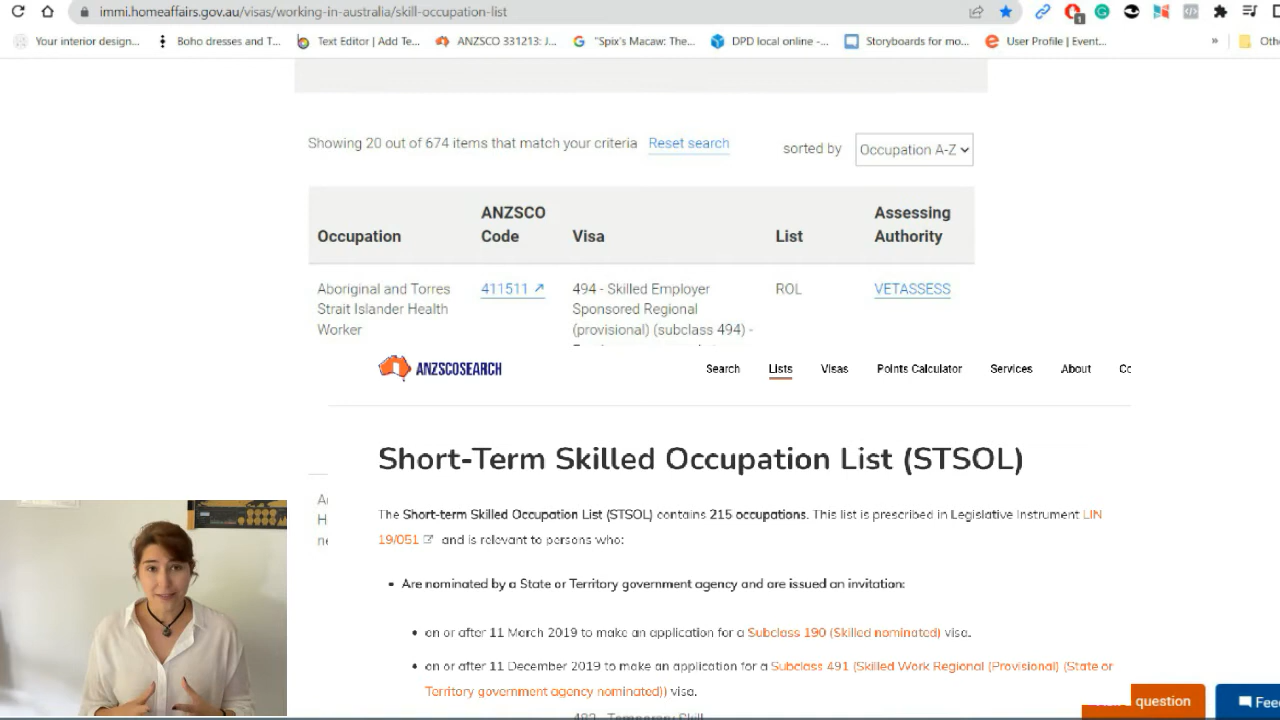 immi.homeaffairs.gov.au/visas/working-in-australia/skill-occupation-list
1
Your interior design... Boho dresses and T... Text Editor | Add Te... ANZSCO 331213: J... "Spix's Macaw: The... DPD local online -... Storyboards for mo... User Profile | Event... » Oth
Showing 20 out of 674 items that match your criteria Reset search sorted by Occupation A-Z
Occupation ANZSCO Code Visa List Assessing Authority
Aboriginal and Torres Strait Islander Health Worker 411511 494 - Skilled Employer Sponsored Regional (provisional) (subclass 494) - ROL VETASSESS
ANZSCOSEARCH Search Lists Visas Points Calculator Services About Co
Short-Term Skilled Occupation List (STSOL)
The Short-term Skilled Occupation List (STSOL) contains 215 occupations. This list is prescribed in Legislative Instrument LIN
19/051 and is relevant to persons who:
• Are nominated by a State or Territory government agency and are issued an invitation:
• on or after 11 March 2019 to make an application for a Subclass 190 (Skilled nominated) visa.
• on or after 11 December 2019 to make an application for a Subclass 491 (Skilled Work Regional (Provisional) (State or
Territory government agency nominated)) visa.
question Fee